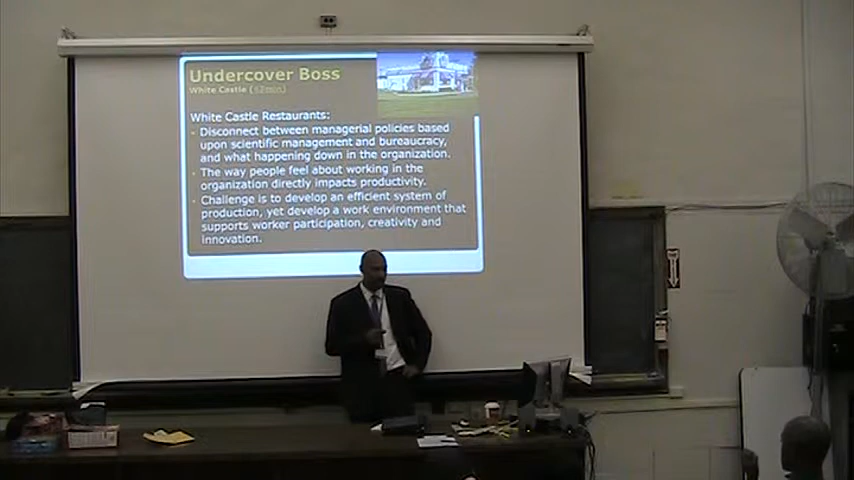 Undercover Boss
White Castle (52min)
White Castle Restaurants:
Disconnect between managerial policies based
upon scientific management and bureaucracy,
and what happening down in the organization.
The way people feel about working in the
organization directly impacts productivity.
Challenge is to develop an efficient system of
production, yet develop a work environment that
supports worker participation, creativity and
innovation.